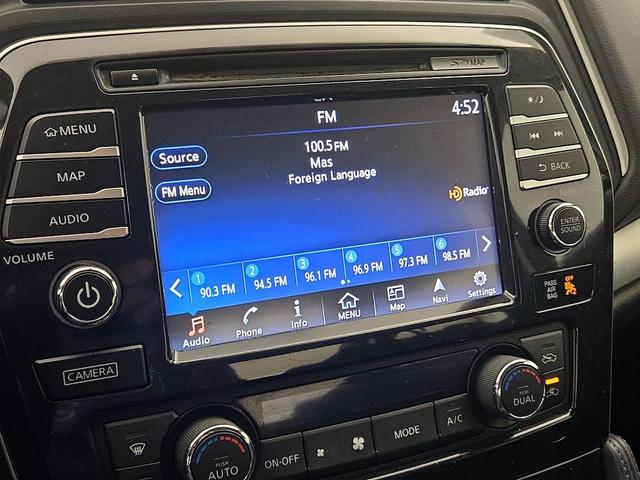 MAP
FM
4:52
MENU
Source
100.5 FM
Mas
Foreign Language
BACK
MAP
FM Menu
HD Radio
AUDIO
ENTER
SOUND
VOLUME
1
90.3 FM
2
94.5 FM
3
96.1 FM
4
96.9 FM
5
97.3 FM
6
98.5 FM
Audio
Phone
Info
MENU
Map
Navi
Settings
PASS
AIR
BAG
OFF
CAMERA
PUSH
AUTO
ON-OFF
MODE
A/C
PUSH
DUAL